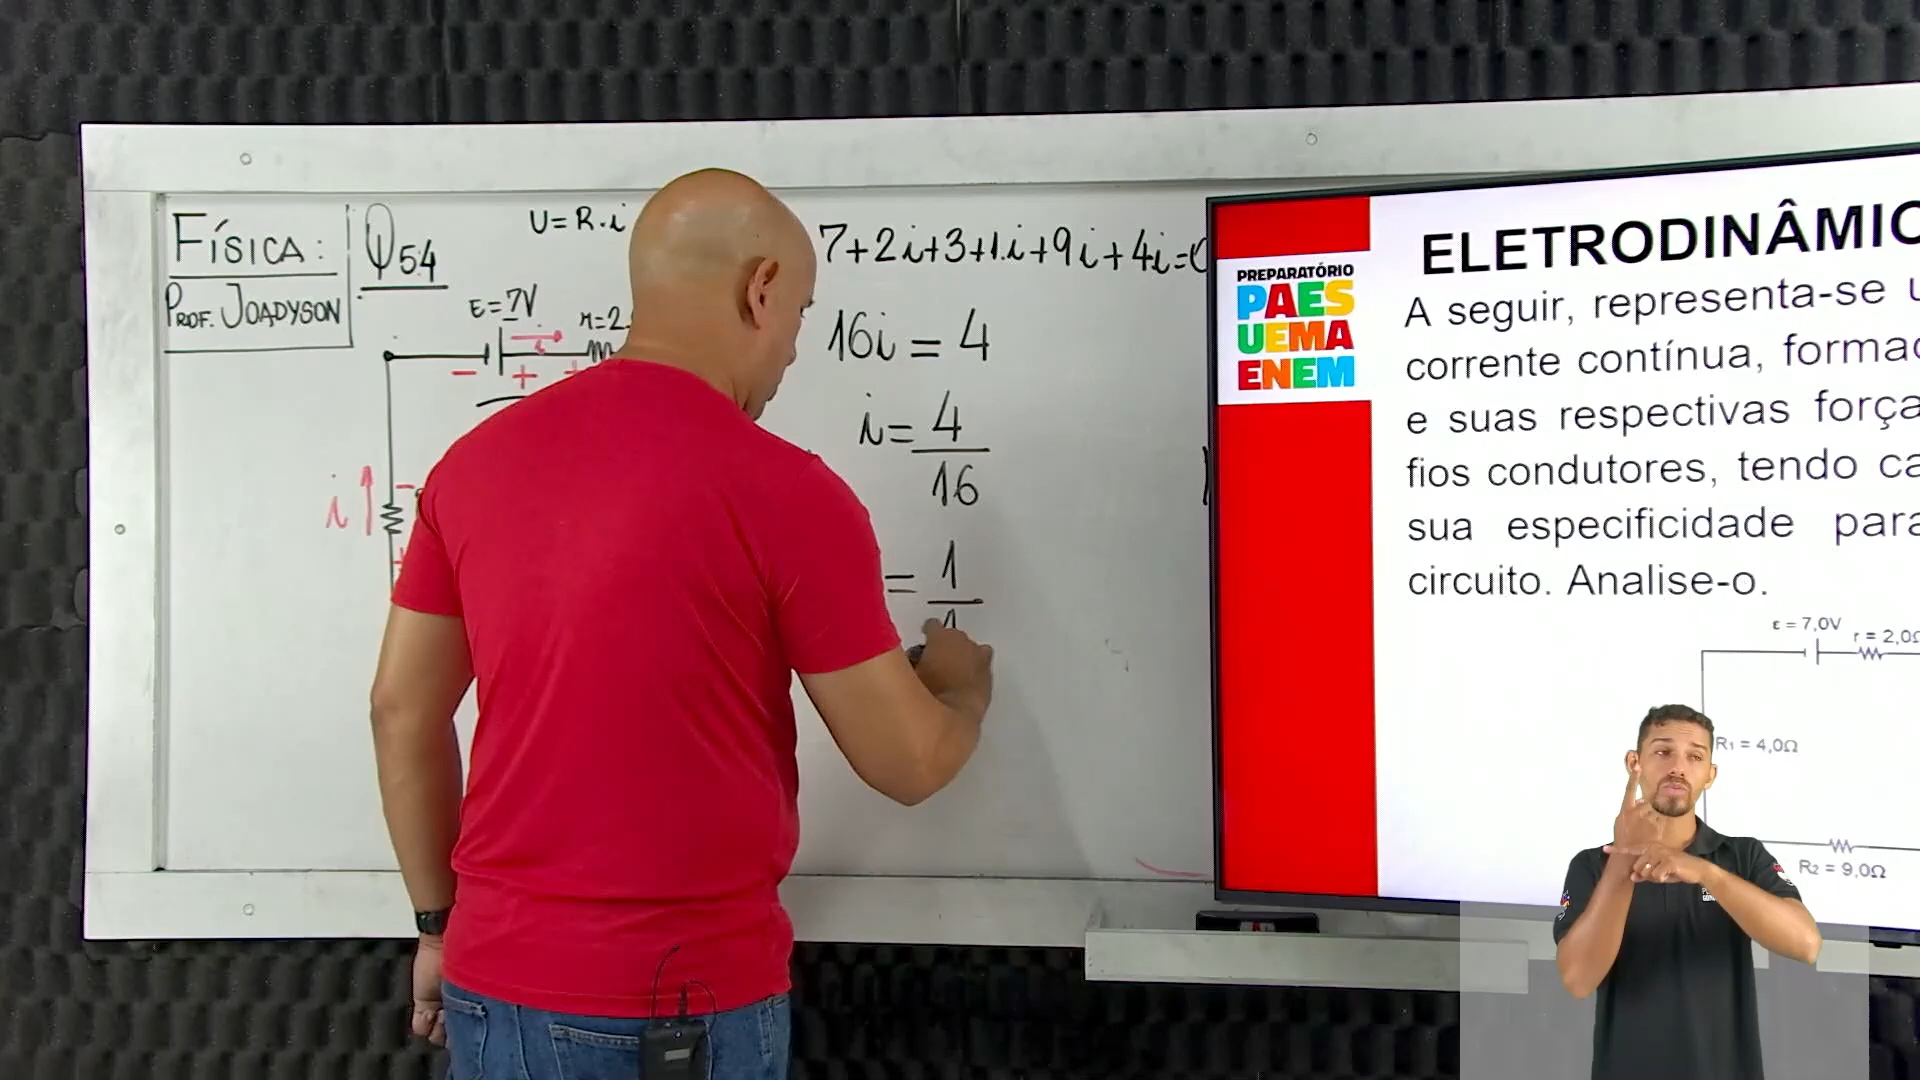 FÍSICA:
PROF. JOADYSON
Q54
U=R.i
E=7V
r=2
i
i
7+2i+3+1.i+9i+4i=0
16i = 4
i= 4
16
= 1
PREPARATÓRIO
PAES
UEMA
ENEM
ELETRODINÂMIC
A seguir, representa-se u
corrente contínua, formad
e suas respectivas força
fios condutores, tendo ca
sua especificidade para
circuito. Analise-o.
ε = 7,0V
r = 2,0Ω
R₁ = 4,0Ω
R₂ = 9,0Ω